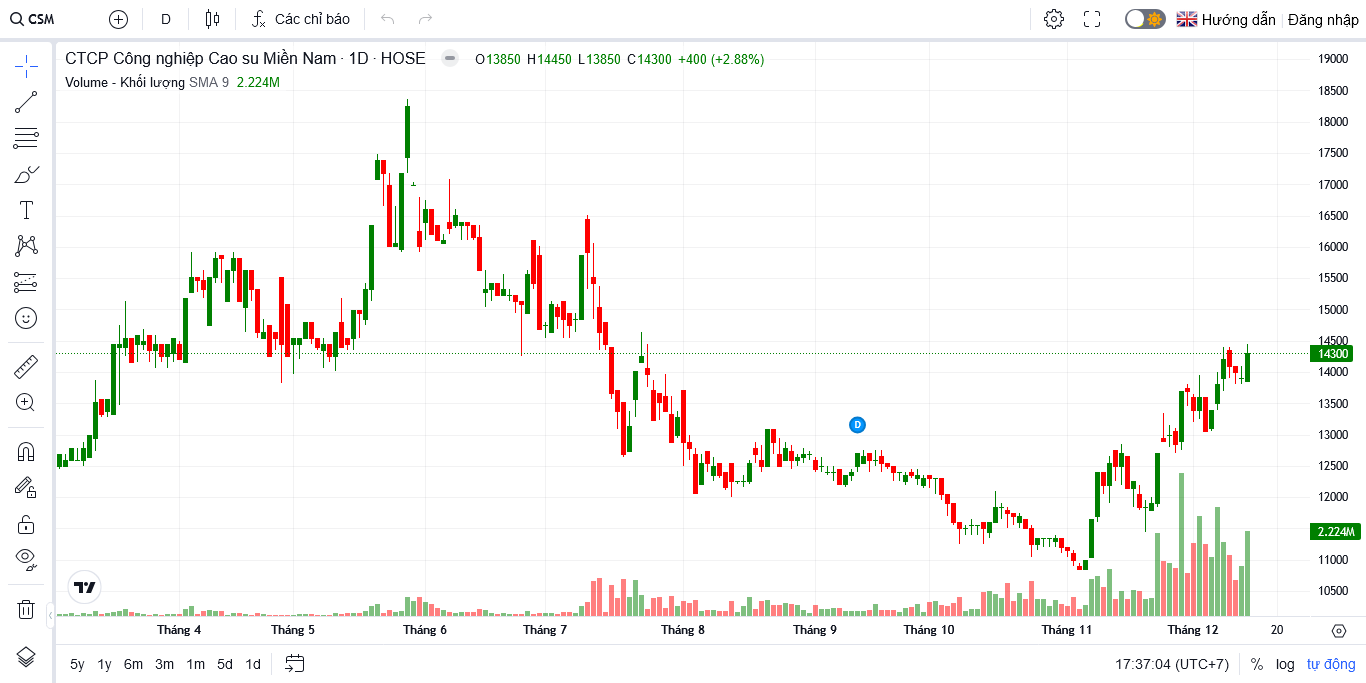 CSM D Các chỉ báo Hướng dẫn Đăng nhập
CTCP Công nghiệp Cao su Miền Nam · 1D · HOSE O13850 H14450 L13850 C14300 +400 (+2.88%)
Volume - Khối lượng SMA 9 2.224M
19000
18500
18000
17500
17000
16500
16000
15500
15000
14500
14300
14000
13500
13000
12500
12000
2.224M
11000
10500
D
Tháng 4 Tháng 5 Tháng 6 Tháng 7 Tháng 8 Tháng 9 Tháng 10 Tháng 11 Tháng 12 20
5y 1y 6m 3m 1m 5d 1d 17:37:04 (UTC+7) % log tự động